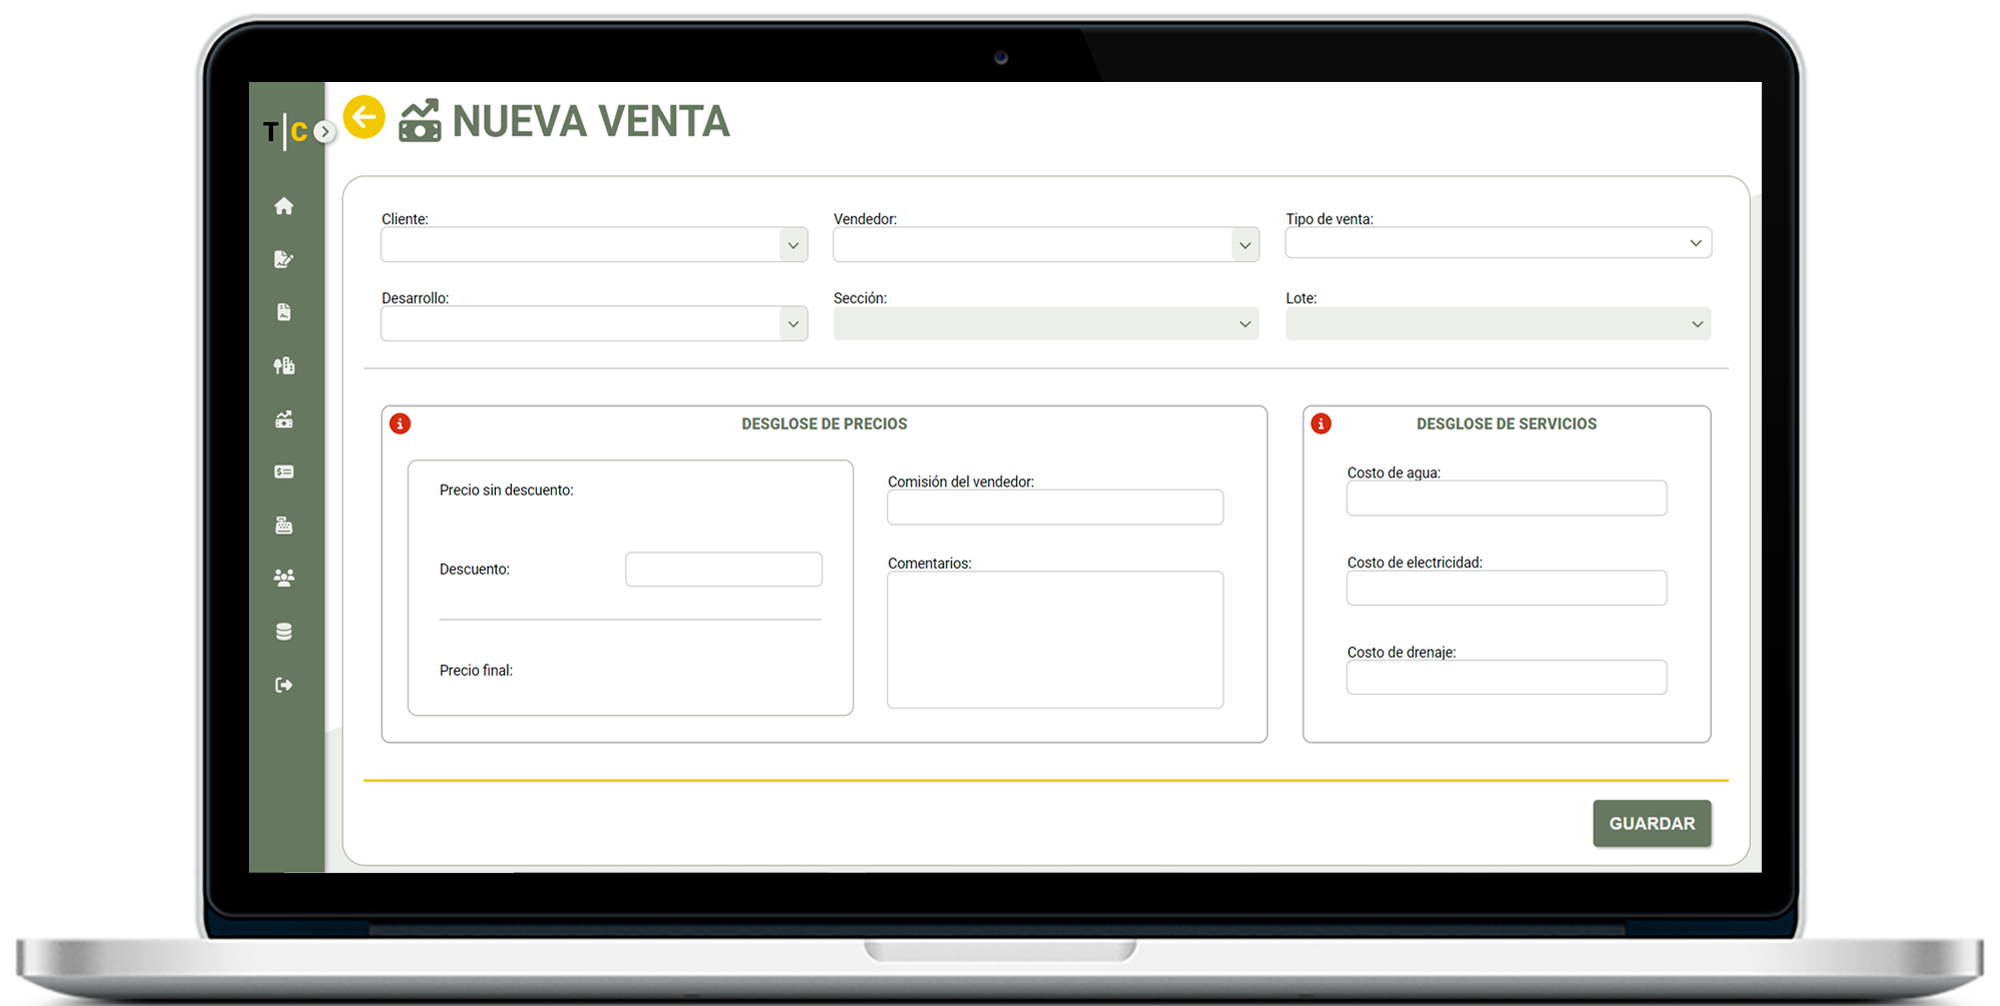 T|C
NUEVA VENTA
Cliente:
Vendedor:
Tipo de venta:
Desarrollo:
Sección:
Lote:
DESGLOSE DE PRECIOS
Precio sin descuento:
Descuento:
Precio final:
Comisión del vendedor:
Comentarios:
DESGLOSE DE SERVICIOS
Costo de agua:
Costo de electricidad:
Costo de drenaje:
GUARDAR